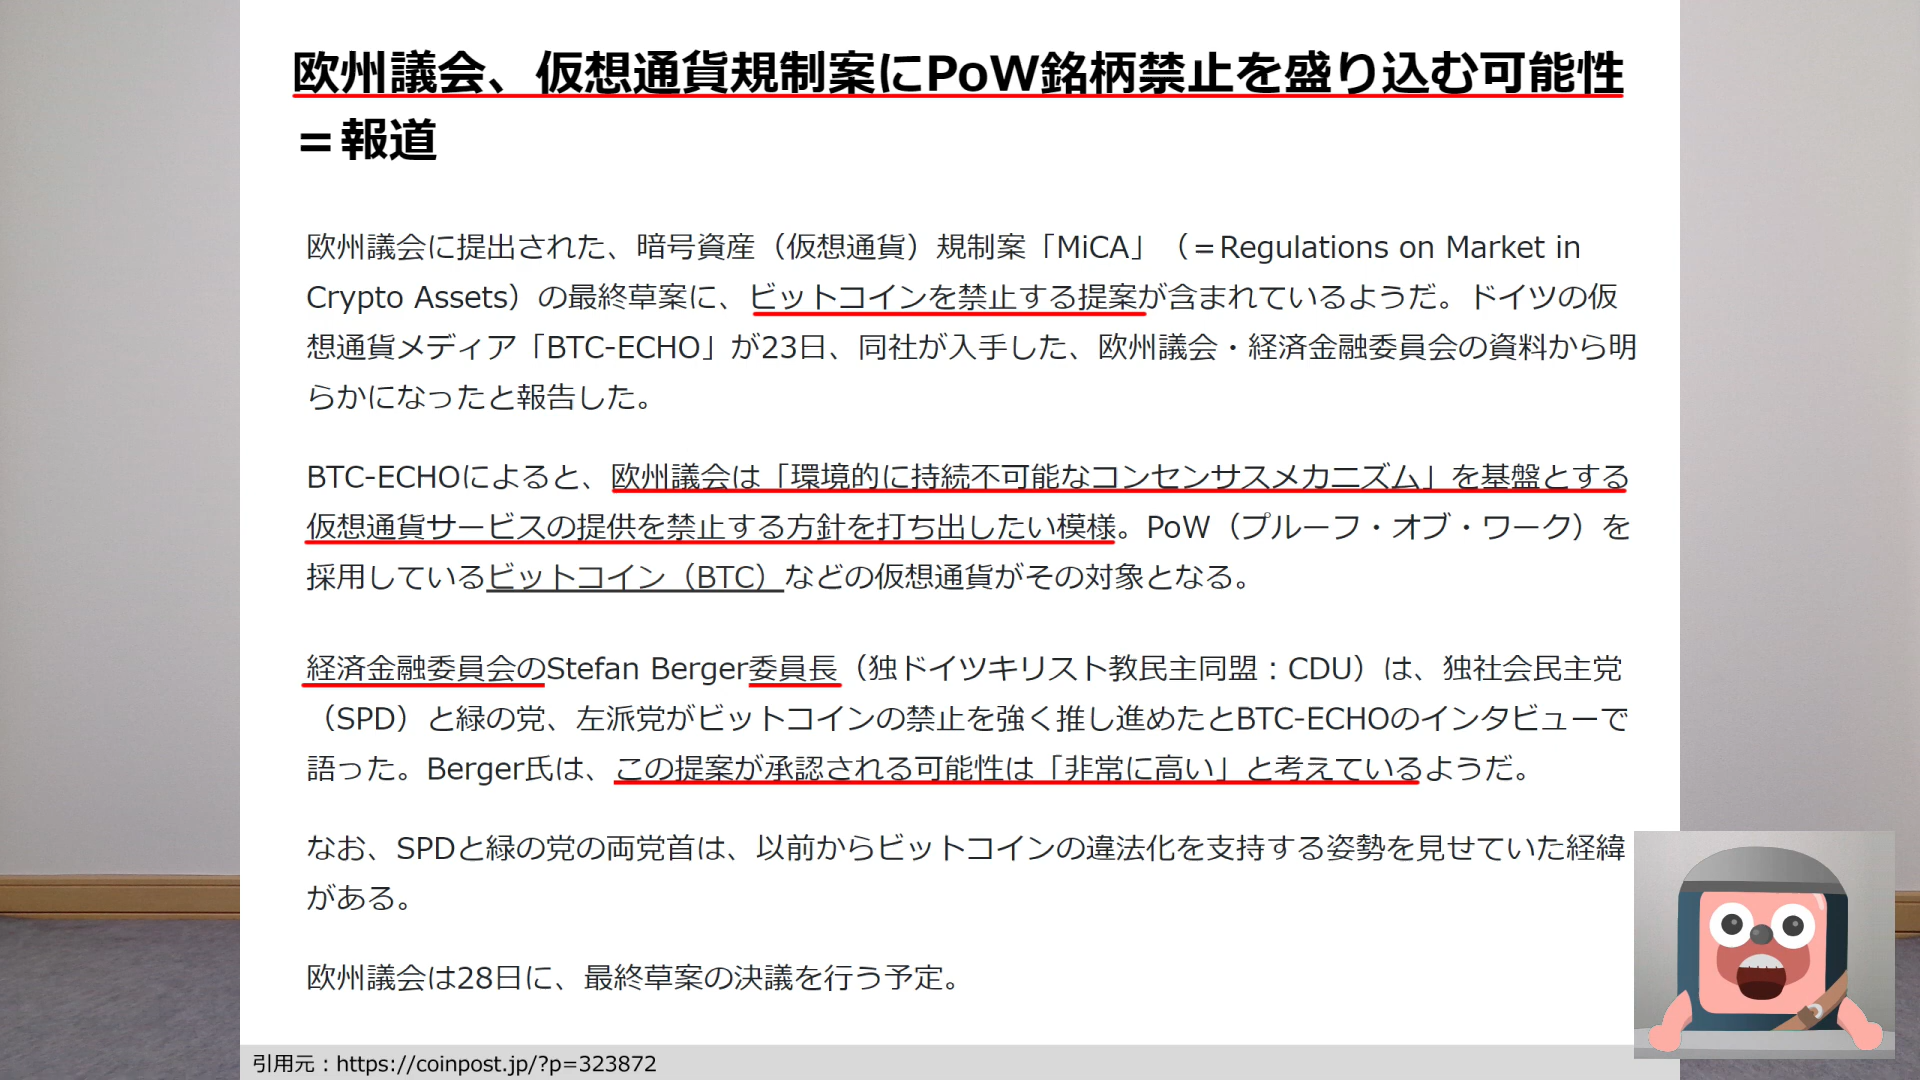 欧州議会、仮想通貨規制案にPoW銘柄禁止を盛り込む可能性
＝報道
欧州議会に提出された、暗号資産（仮想通貨）規制案「MiCA」（＝Regulations on Market in
Crypto Assets）の最終草案に、ビットコインを禁止する提案が含まれているようだ。ドイツの仮
想通貨メディア「BTC-ECHO」が23日、同社が入手した、欧州議会・経済金融委員会の資料から明
らかになったと報告した。
BTC-ECHOによると、欧州議会は「環境的に持続不可能なコンセンサスメカニズム」を基盤とする
仮想通貨サービスの提供を禁止する方針を打ち出したい模様。PoW（プルーフ・オブ・ワーク）を
採用しているビットコイン（BTC）などの仮想通貨がその対象となる。
経済金融委員会のStefan Berger委員長（独ドイツキリスト教民主同盟：CDU）は、独社会民主党
（SPD）と緑の党、左派党がビットコインの禁止を強く推し進めたとBTC-ECHOのインタビューで
語った。Berger氏は、この提案が承認される可能性は「非常に高い」と考えているようだ。
なお、SPDと緑の党の両党首は、以前からビットコインの違法化を支持する姿勢を見せていた経緯
がある。
欧州議会は28日に、最終草案の決議を行う予定。
引用元：https://coinpost.jp/?p=323872